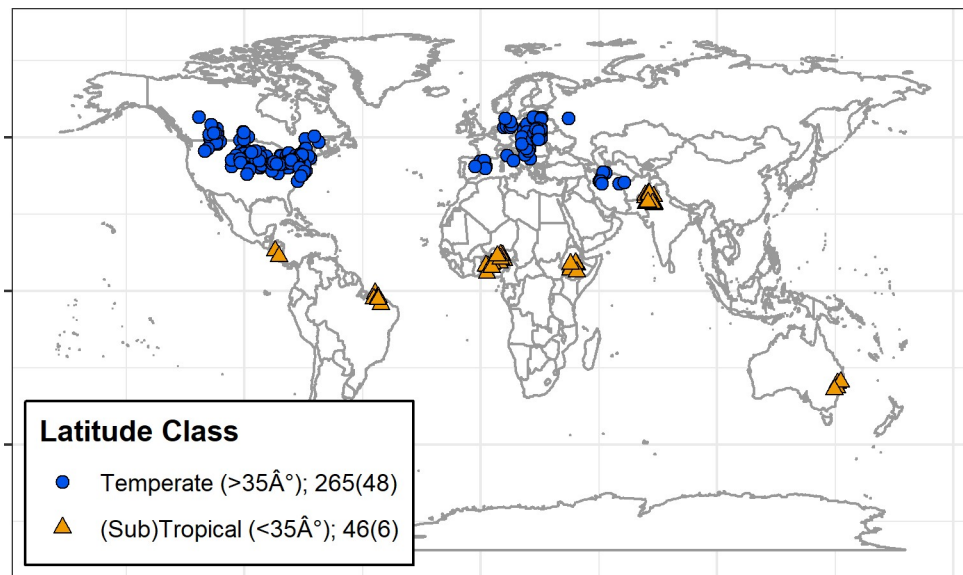 Latitude Class
Temperate (>35Â°); 265(48)
(Sub)Tropical (<35Â°); 46(6)